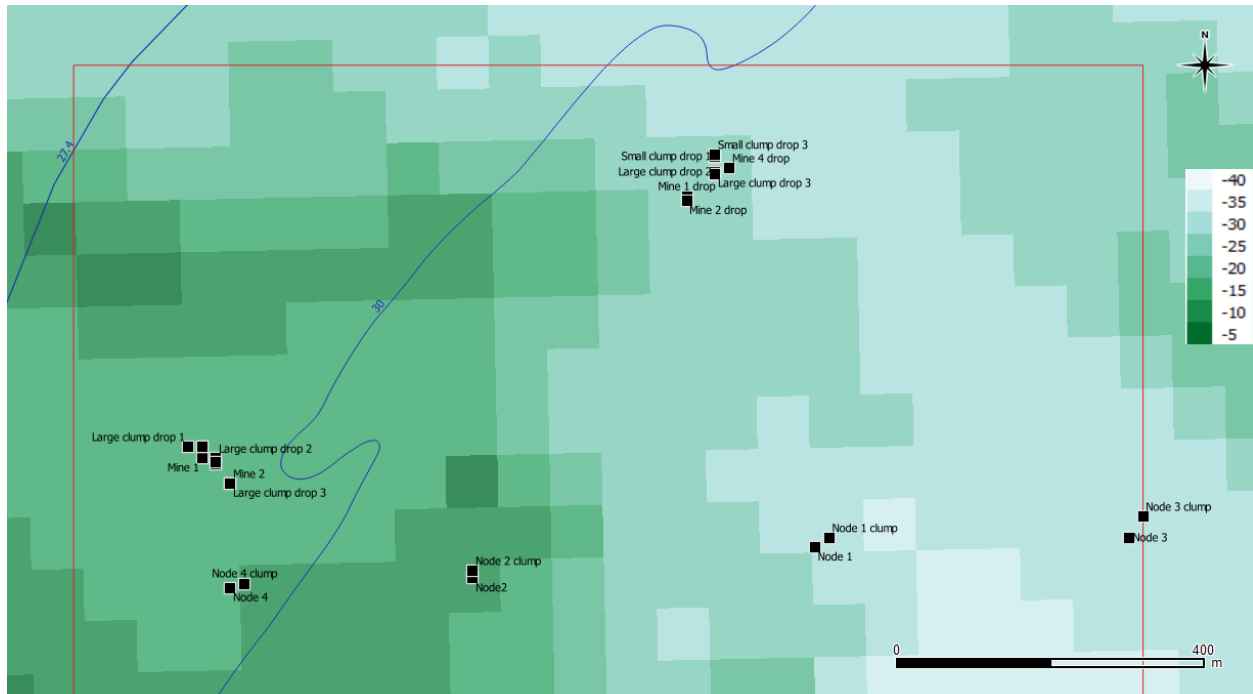 N
27.4
Small clump drop 3
Small clump drop 1
Mine 4 drop
Large clump drop 2
Large clump drop 3
Mine 1 drop
Mine 2 drop
-40
-35
-30
-25
-20
-15
-10
-5
30
Large clump drop 1
Large clump drop 2
Mine 1
Mine 2
Large clump drop 3
Node 3 clump
Node 1 clump
Node 3
Node 1
Node 2 clump
Node 4 clump
Node2
Node 4
0
400
m